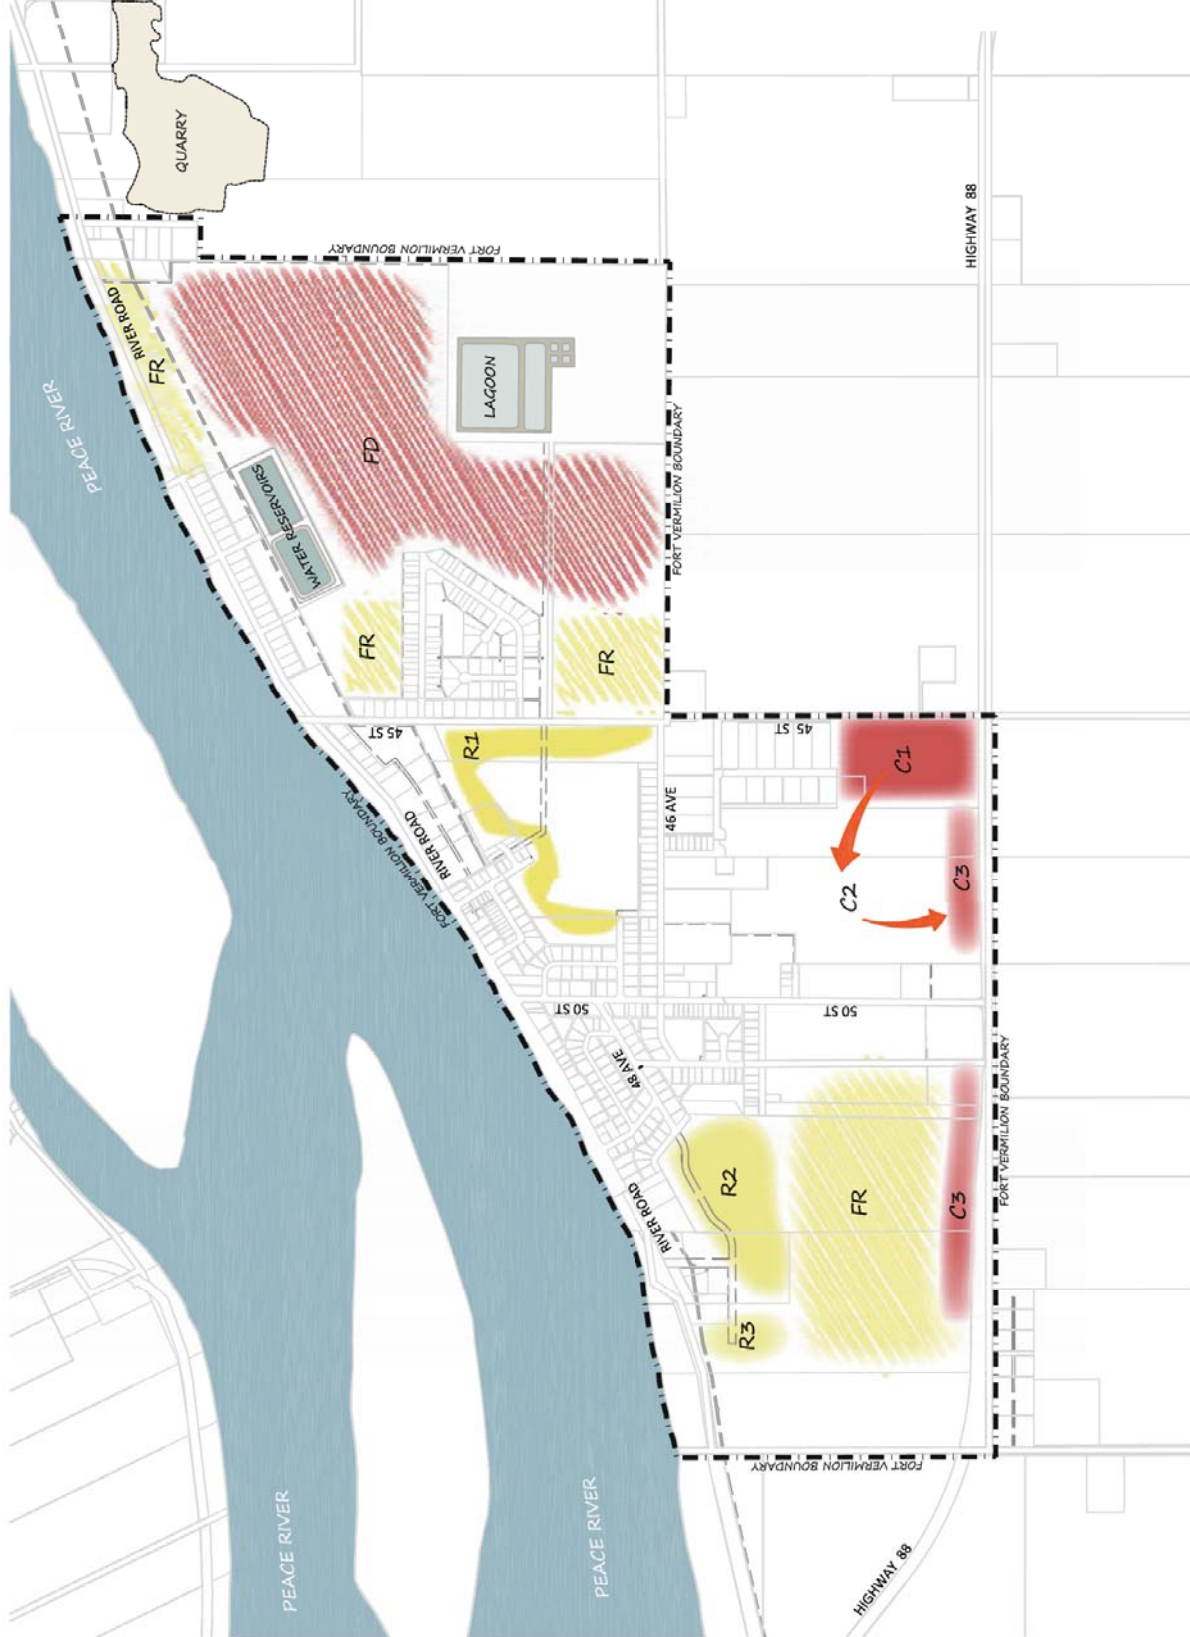 QUARRY
HIGHWAY 88
FORT VERMILION BOUNDARY
RIVER ROAD
FR
PEACE RIVER
LAGOON
FD
WATER RESERVOIRS
FORT VERMILION BOUNDARY
FR
FR
45 ST
R1
45 ST
C1
46 AVE
FORT VERMILION BOUNDARY
RIVER ROAD
C2
C3
50 ST
50 ST
48 AVE
FORT VERMILION BOUNDARY
R2
FR
C3
RIVER ROAD
R3
FORT VERMILION BOUNDARY
PEACE RIVER
PEACE RIVER
HIGHWAY 88